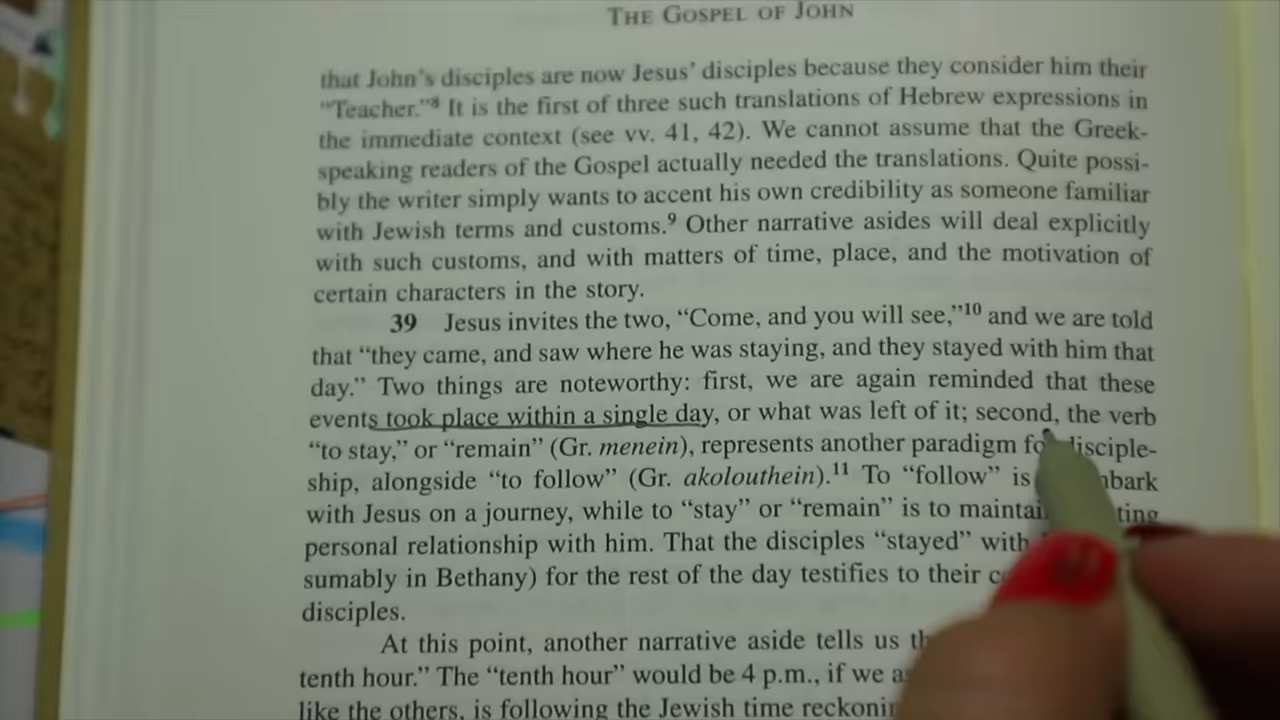 THE GOSPEL OF JOHN
that John's disciples are now Jesus' disciples because they consider him their
"Teacher."8 It is the first of three such translations of Hebrew expressions in
the immediate context (see vv. 41, 42). We cannot assume that the Greek-
speaking readers of the Gospel actually needed the translations. Quite possi-
bly the writer simply wants to accent his own credibility as someone familiar
with Jewish terms and customs.9 Other narrative asides will deal explicitly
with such customs, and with matters of time, place, and the motivation of
certain characters in the story.
39 Jesus invites the two, "Come, and you will see,"10 and we are told
that "they came, and saw where he was staying, and they stayed with him that
day." Two things are noteworthy: first, we are again reminded that these
events took place within a single day, or what was left of it; second, the verb
"to stay," or "remain" (Gr. menein), represents another paradigm disciple-
ship, alongside "to follow" (Gr. akolouthein).11 To "follow" is
with Jesus on a journey, while to "stay" or "remain" is to
personal relationship with him. That the disciples "stayed" with
sumably in Bethany) for the rest of the day testifies to their
disciples.
At this point, another narrative aside tells us
tenth hour." The "tenth hour" would be 4 p.m., if we
like the others, is following the Jewish time